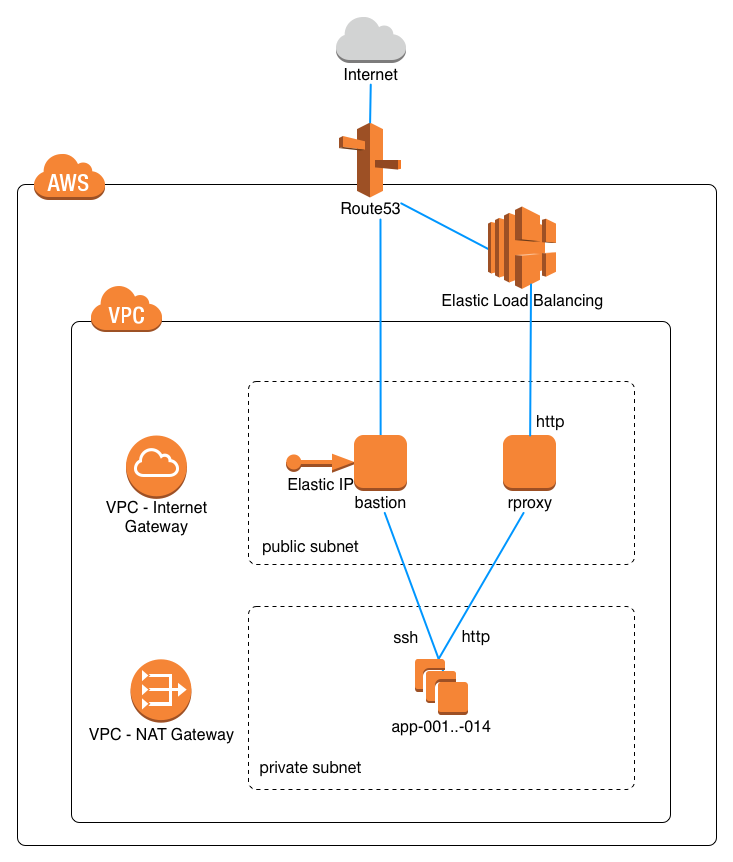 Internet
AWS
Route53
Elastic Load Balancing
VPC
http
Elastic IP
bastion
rproxy
VPC - Internet
Gateway
public subnet
ssh
http
app-001..-014
VPC - NAT Gateway
private subnet